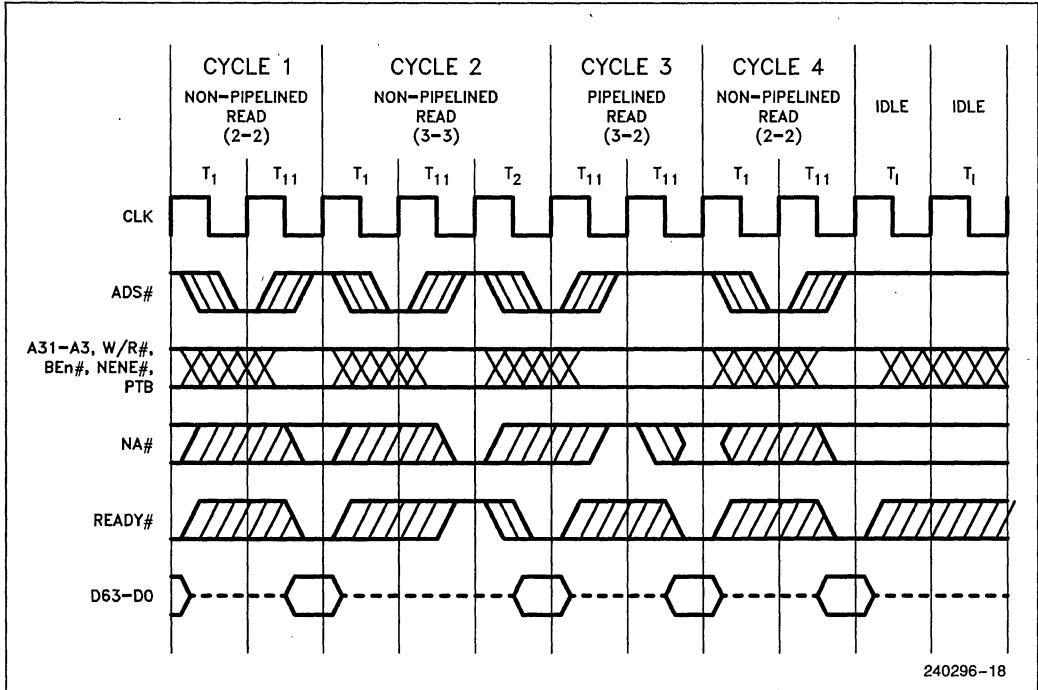 CYCLE 1
NON-PIPELINED
READ
(2-2)
CYCLE 2
NON-PIPELINED
READ
(3-3)
CYCLE 3
PIPELINED
READ
(3-2)
CYCLE 4
NON-PIPELINED
READ
(2-2)
IDLE
IDLE
T1 T11 T1 T11 T2 T11 T11 T1 T11 TI TI
CLK
ADS#
A31-A3, W/R#,
BEn#, NENE#,
PTB
NA#
READY#
D63-D0
240296-18